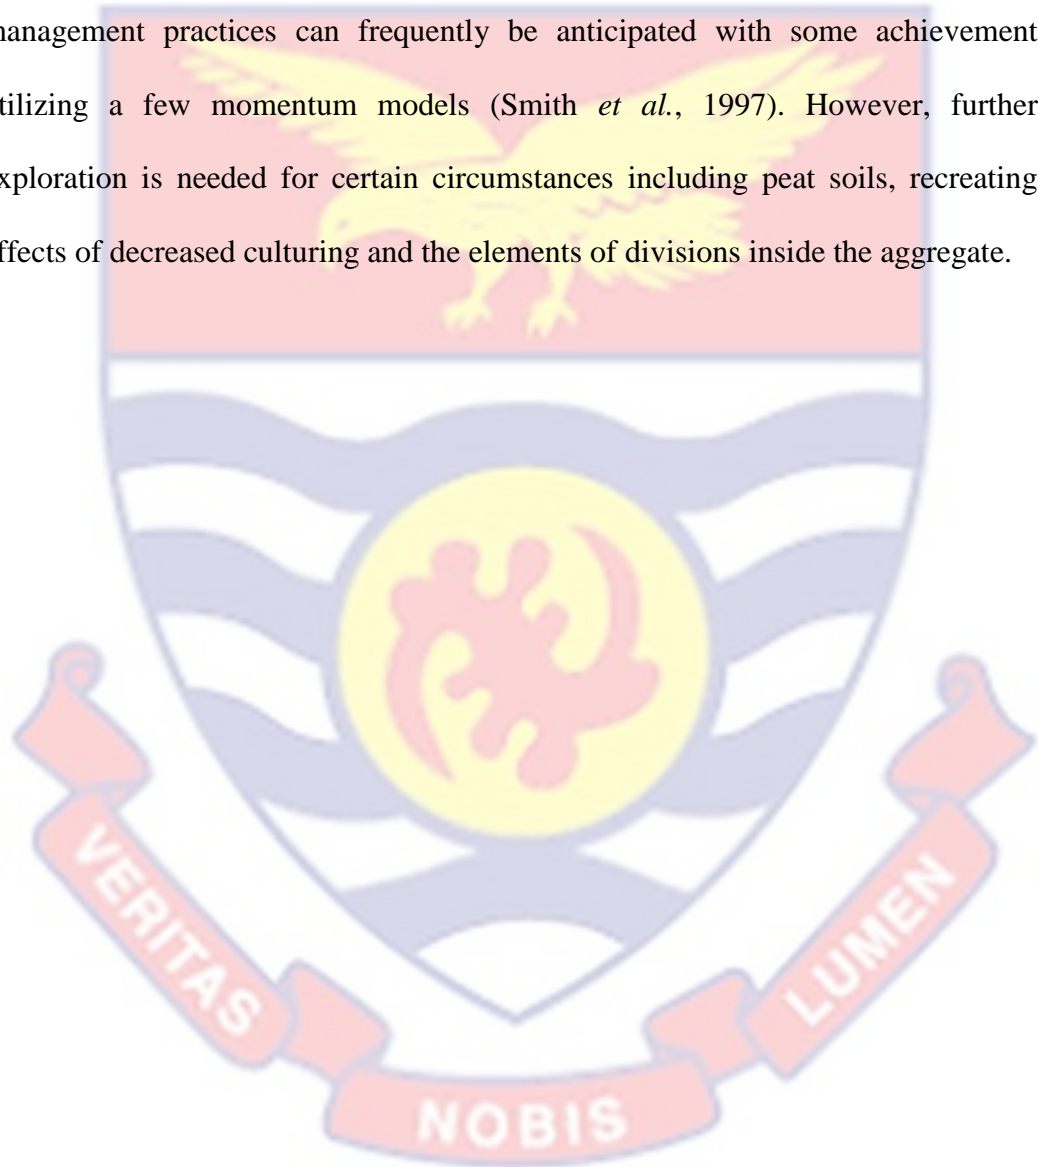 anagement practices can frequently be anticipated with some achievement
tilizing a few momentum models (Smith et al., 1997). However, further
xploration is needed for certain circumstances including peat soils, recreating
ffects of decreased culturing and the elements of divisions inside the aggregate.
VERITAS
NOBIS
LUMEN